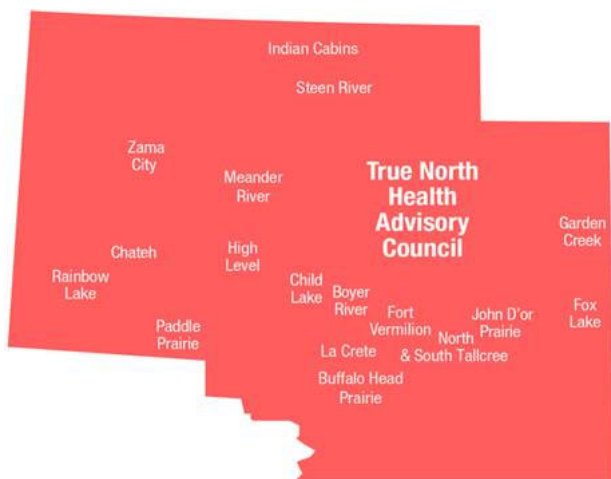 Indian Cabins
Steen River
Zama
City
Meander
River
True North
Health
Advisory
Council
Garden
Creek
Chateh
High
Level
Rainbow
Lake
Child
Lake
Boyer
River
Fort
Vermilion
John D'or
Prairie
Fox
Lake
Paddle
Prairie
North
& South Tallcree
La Crete
Buffalo Head
Prairie